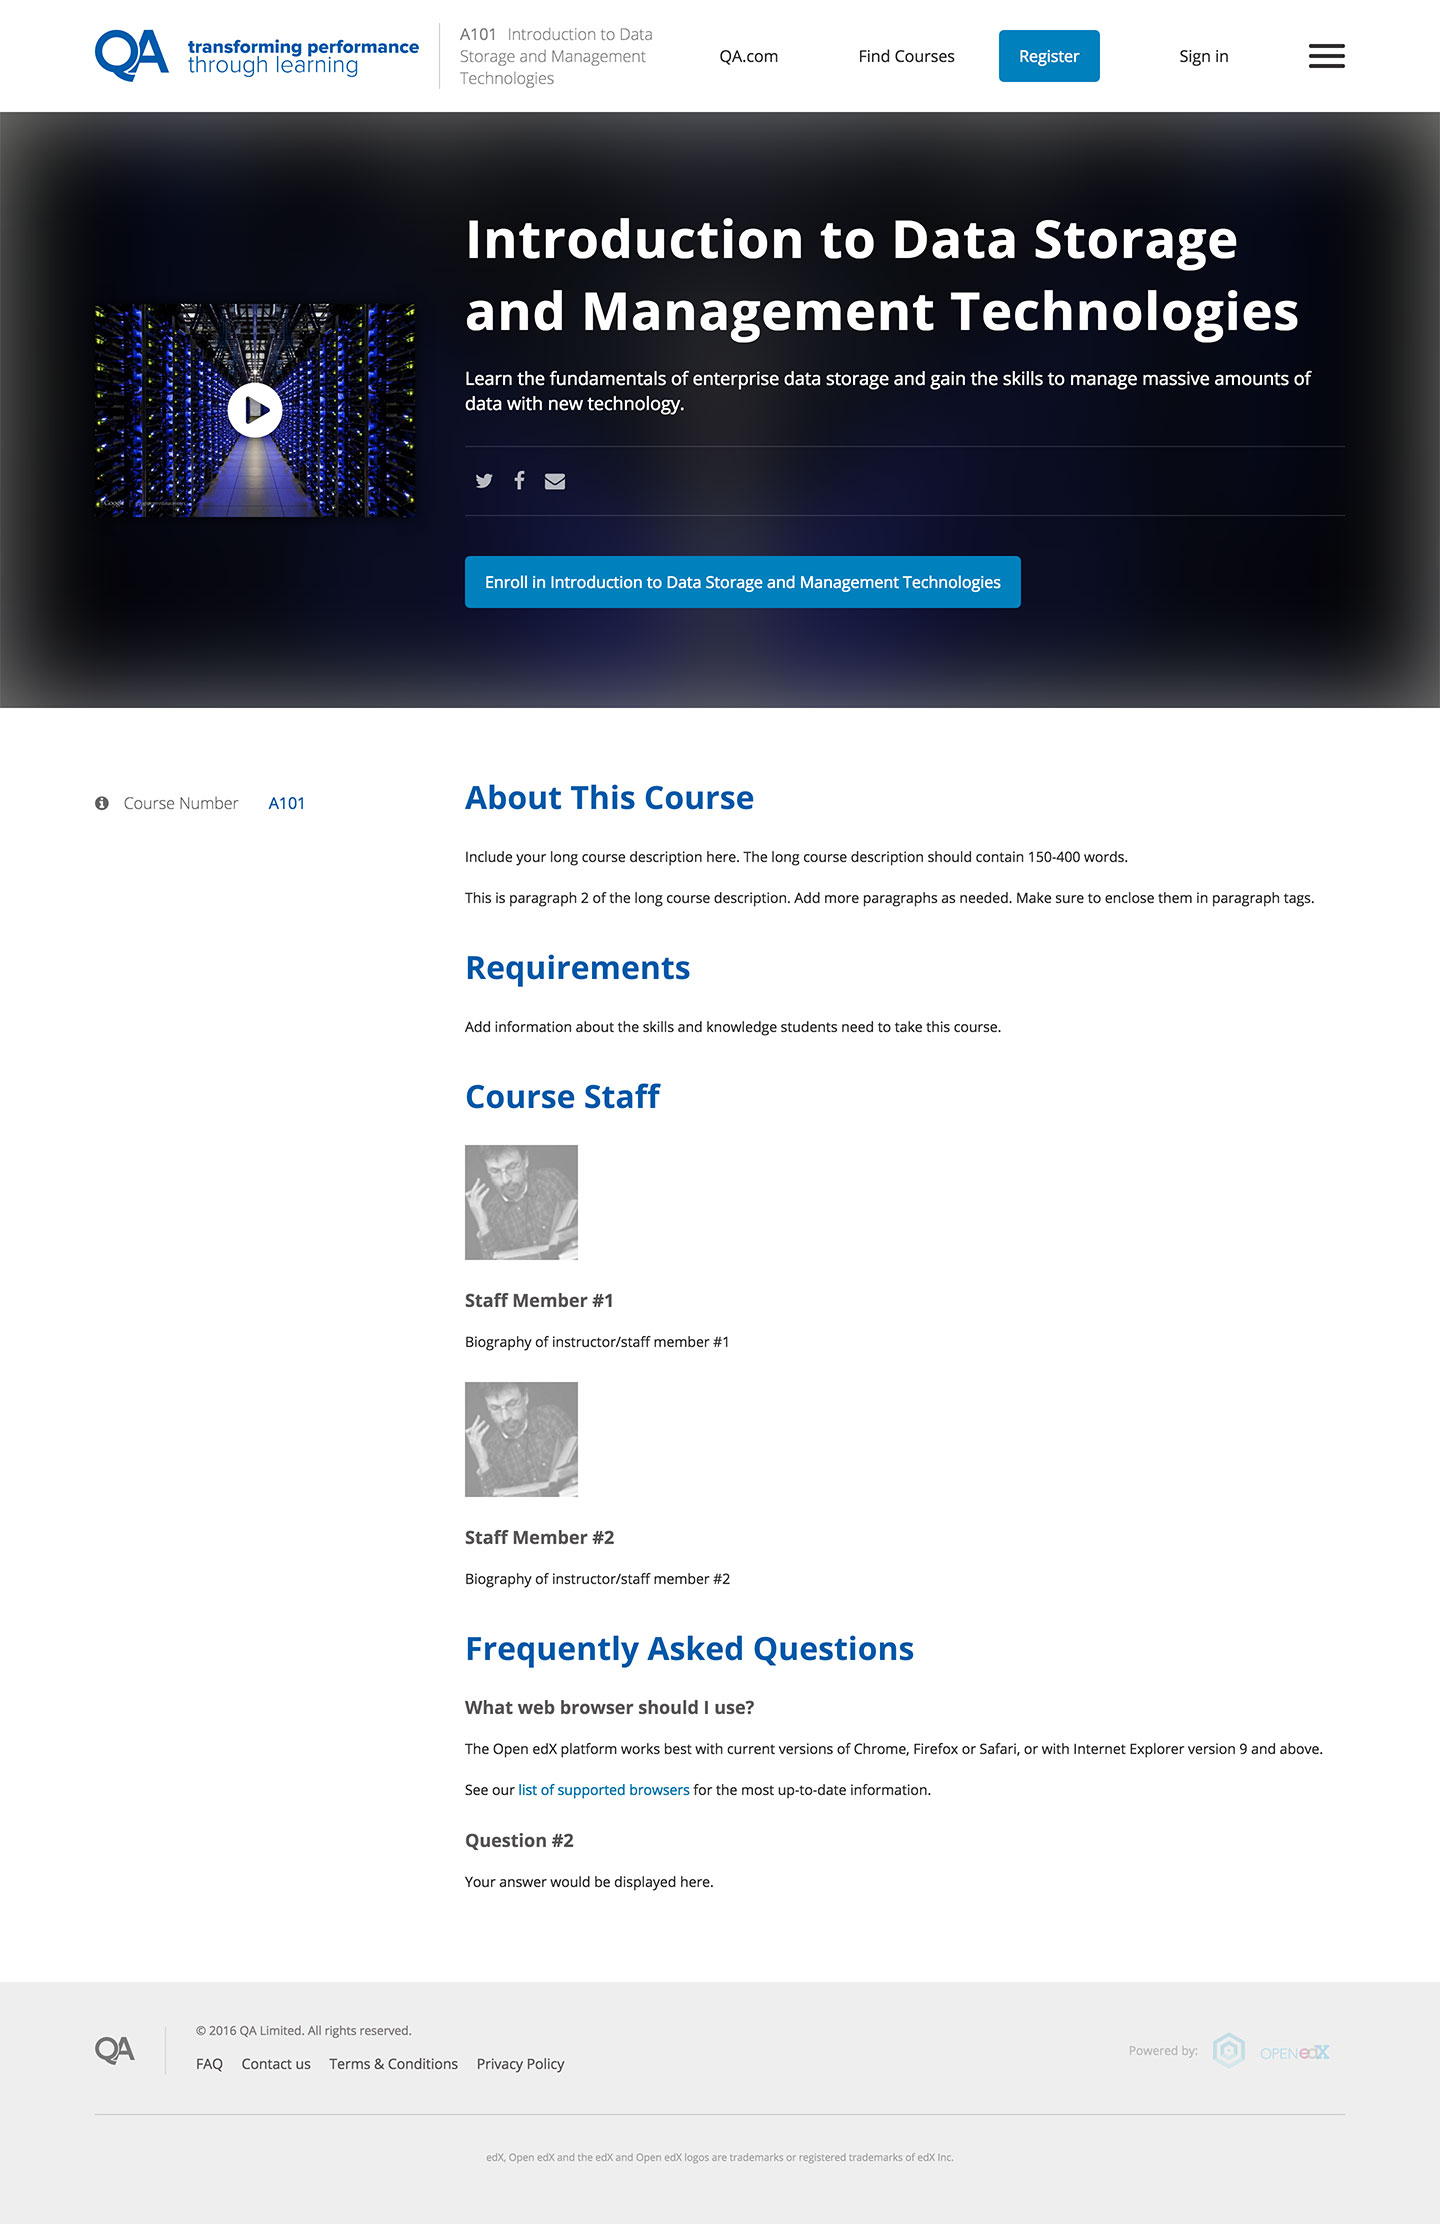 QA transforming performance
through learning
A101 Introduction to Data
Storage and Management
Technologies
QA.com
Find Courses
Register
Sign in
Introduction to Data Storage
and Management Technologies
Learn the fundamentals of enterprise data storage and gain the skills to manage massive amounts of
data with new technology.
Google
Enroll in Introduction to Data Storage and Management Technologies
Course Number A101
About This Course
Include your long course description here. The long course description should contain 150-400 words.
This is paragraph 2 of the long course description. Add more paragraphs as needed. Make sure to enclose them in paragraph tags.
Requirements
Add information about the skills and knowledge students need to take this course.
Course Staff
Staff Member #1
Biography of instructor/staff member #1
Staff Member #2
Biography of instructor/staff member #2
Frequently Asked Questions
What web browser should I use?
The Open edX platform works best with current versions of Chrome, Firefox or Safari, or with Internet Explorer version 9 and above.
See our list of supported browsers for the most up-to-date information.
Question #2
Your answer would be displayed here.
QA
© 2016 QA Limited. All rights reserved.
FAQ Contact us Terms & Conditions Privacy Policy
Powered by: OPEN edX
edX, Open edX and the edX and Open edX logos are trademarks or registered trademarks of edX Inc.